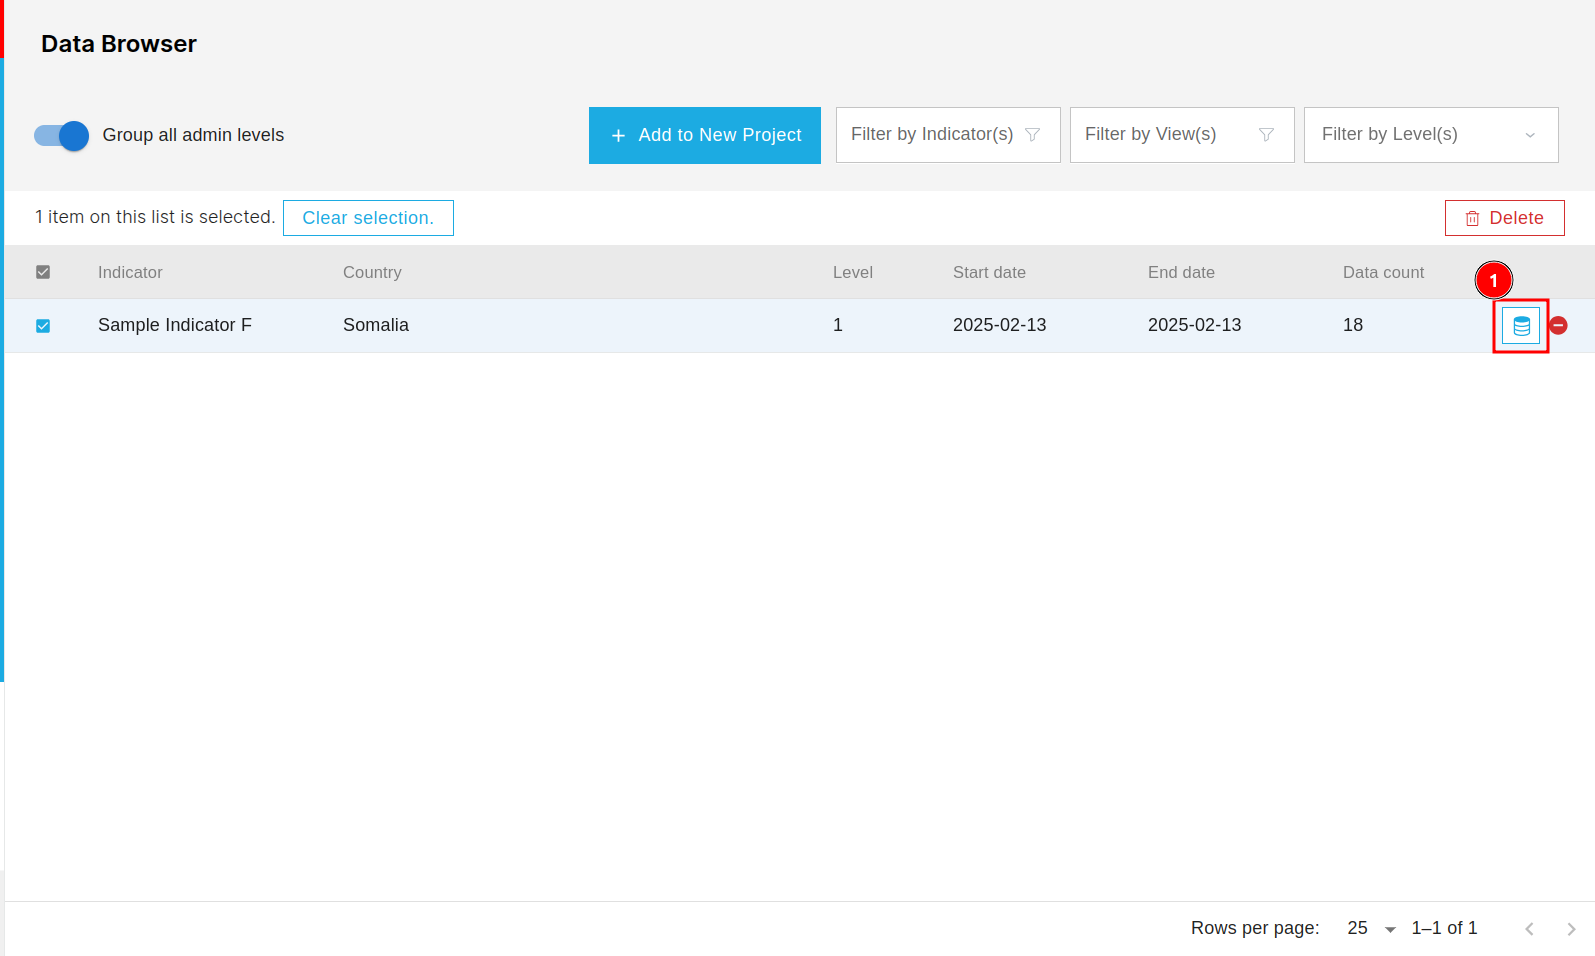 Data Browser
Group all admin levels
Add to New Project
Filter by Indicator(s)
Filter by View(s)
Filter by Level(s)
1 item on this list is selected.
Clear selection.
Delete
Indicator Country Level Start date End date Data count
1
Sample Indicator F Somalia 1 2025-02-13 2025-02-13 18
Rows per page: 25 1–1 of 1